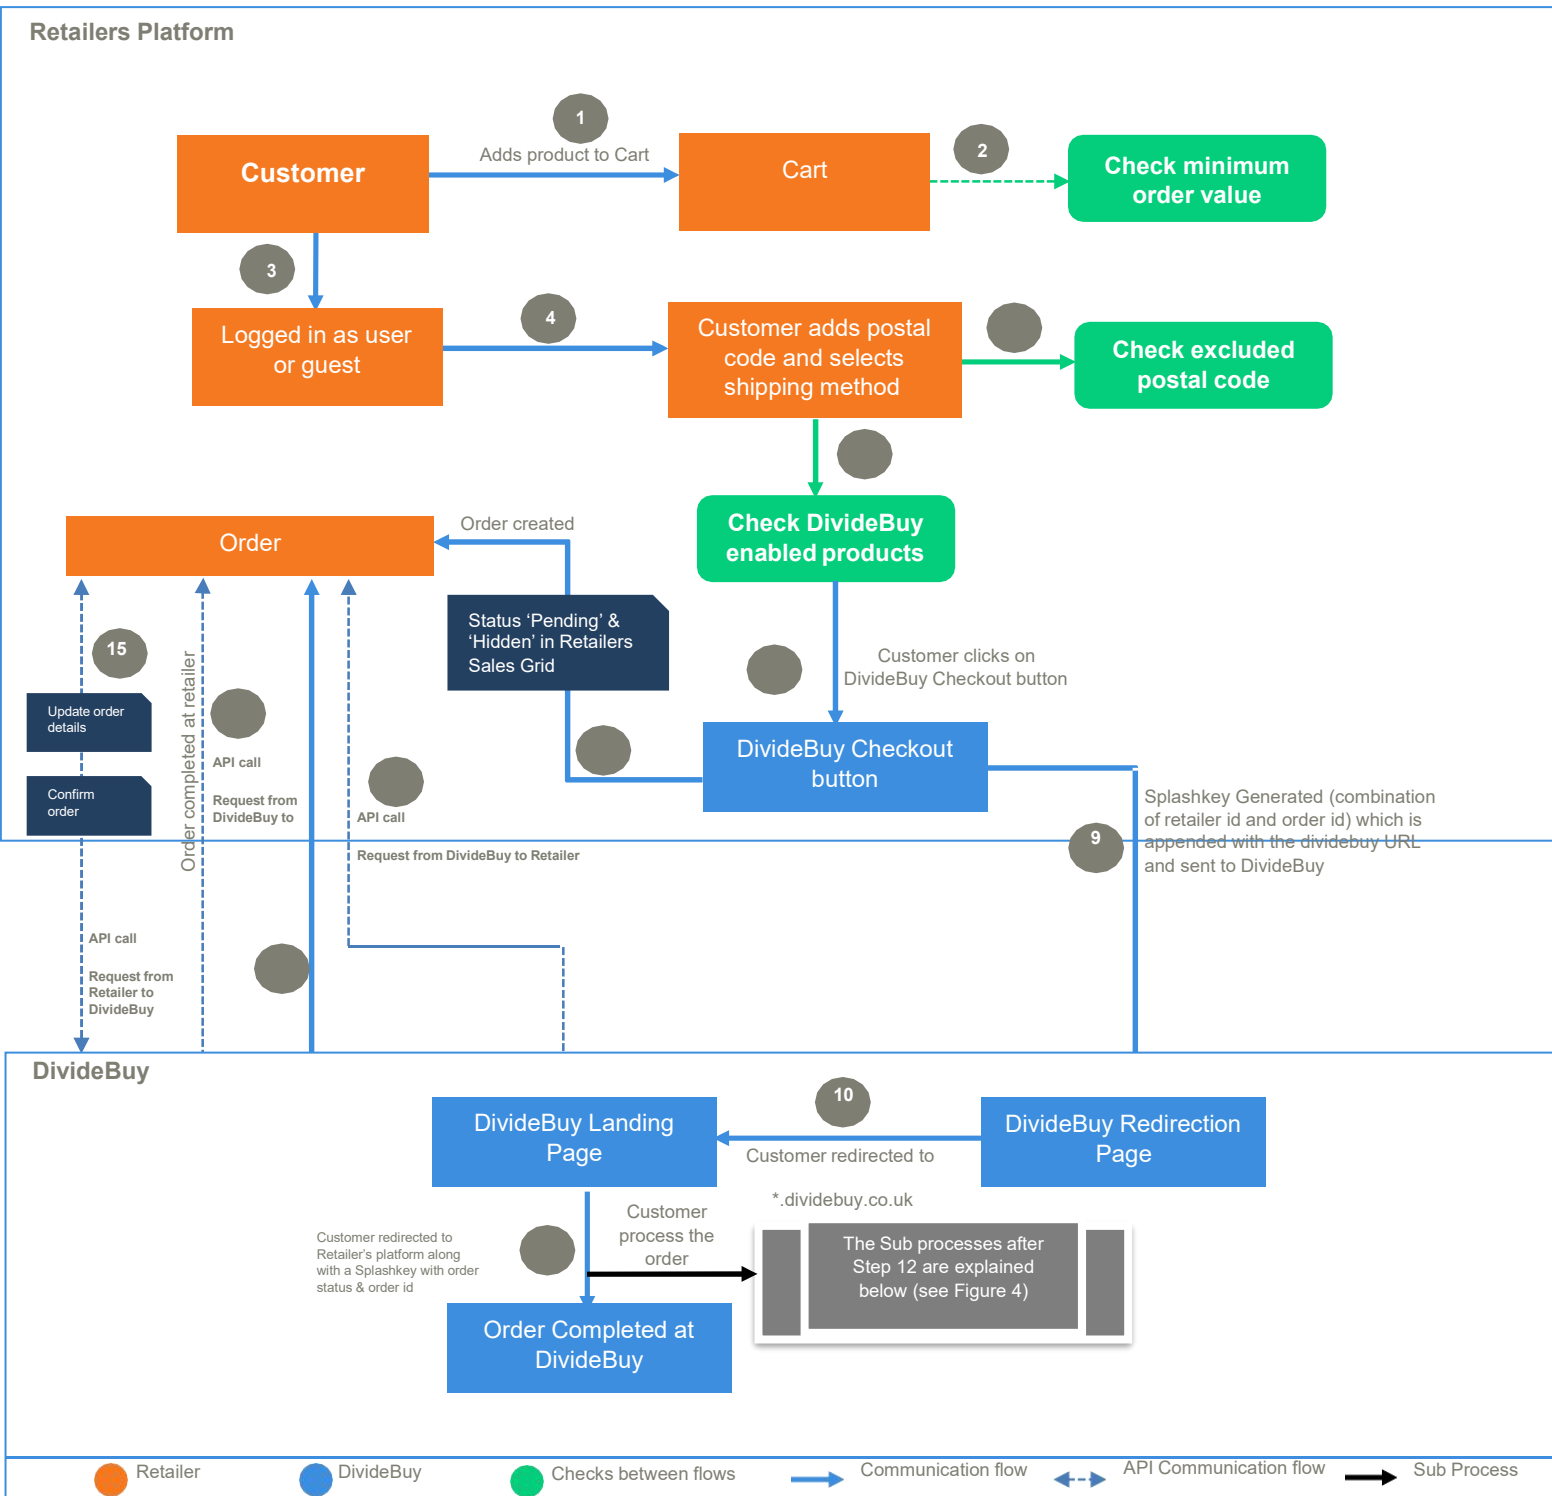 Retailers Platform
1
Adds product to Cart
Customer
Cart
2
Check minimum
order value
3
Logged in as user
or guest
4
Customer adds postal
code and selects
shipping method
Check excluded
postal code
Order created
Order
Check DivideBuy
enabled products
Status ‘Pending’ &
‘Hidden’ in Retailers
Sales Grid
15
Update order
details
Confirm
order
Order completed at retailer
API call
Request from
DivideBuy to
API call
Request from DivideBuy to Retailer
Customer clicks on
DivideBuy Checkout button
DivideBuy Checkout
button
9
Splashkey Generated (combination
of retailer id and order id) which is
appended with the dividebuy URL
and sent to DivideBuy
API call
Request from
Retailer to
DivideBuy
DivideBuy
DivideBuy Landing
Page
10
Customer redirected to
*.dividebuy.co.uk
DivideBuy Redirection
Page
Customer redirected to
Retailer’s platform along
with a Splashkey with order
status & order id
Customer
process the
order
The Sub processes after
Step 12 are explained
below (see Figure 4)
Order Completed at
DivideBuy
Retailer
DivideBuy
Checks between flows
Communication flow
API Communication flow
Sub Process